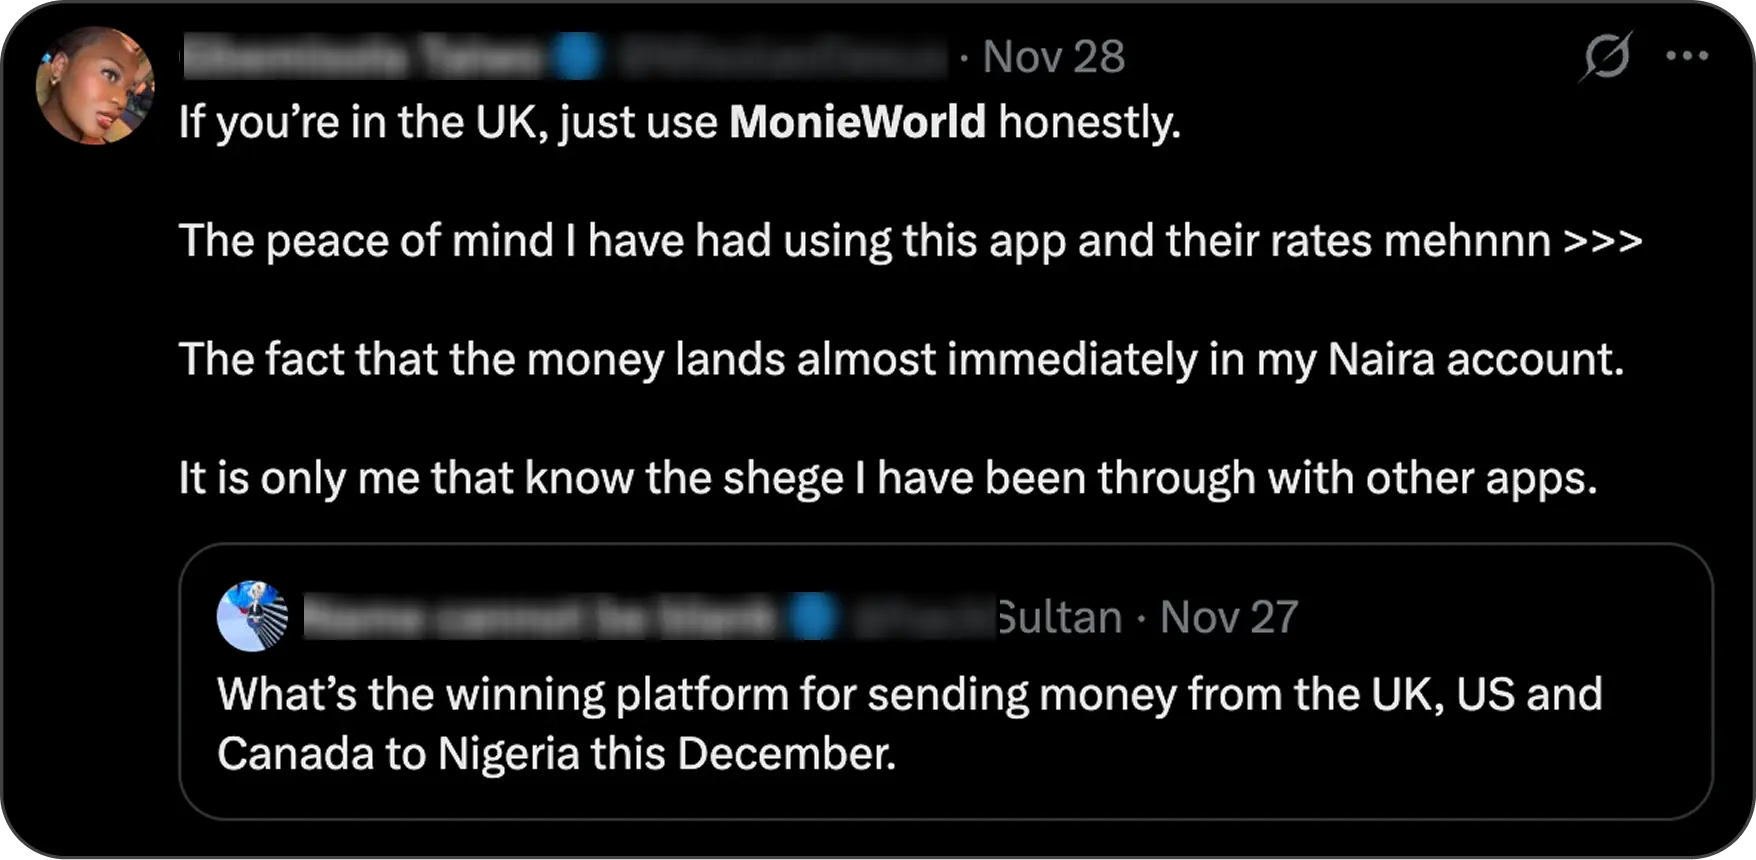 · Nov 28
If you’re in the UK, just use MonieWorld honestly.
The peace of mind I have had using this app and their rates mehnnn >>>
The fact that the money lands almost immediately in my Naira account.
It is only me that know the shege I have been through with other apps.
Sultan · Nov 27
What’s the winning platform for sending money from the UK, US and
Canada to Nigeria this December.